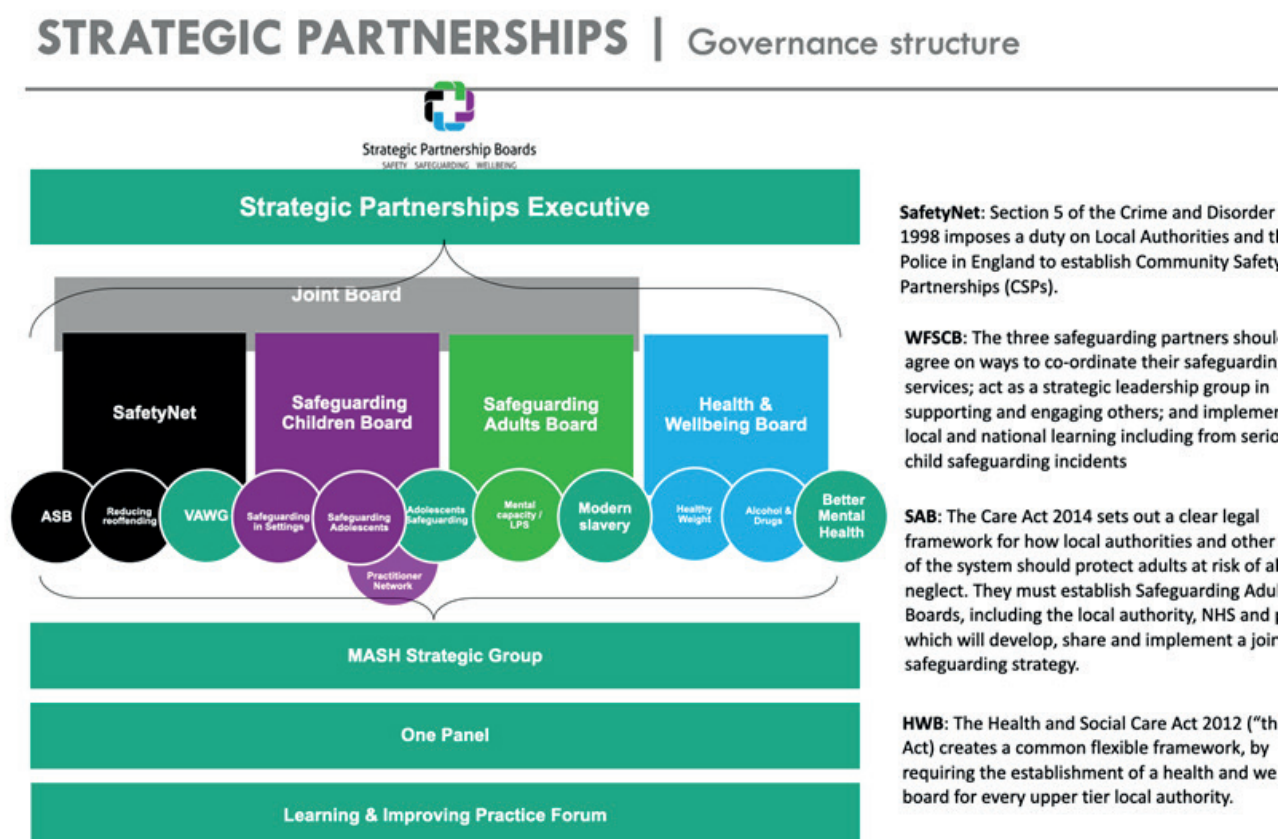 STRATEGIC PARTNERSHIPS | Governance structure
Strategic Partnership Boards
SAFETY SAFEGUARDING WELLBEING
Strategic Partnerships Executive
Joint Board
SafetyNet
Safeguarding
Children Board
Safeguarding
Adults Board
Health &
Wellbeing Board
ASB
Reducing
reoffending
VAWG
Safeguarding
in Settings
Safeguarding
Adolescents
Adolescents
Safeguarding
Mental
capacity /
LPS
Modern
slavery
Healthy
Weight
Alcohol &
Drugs
Better
Mental
Health
Practitioner
Network
MASH Strategic Group
One Panel
Learning & Improving Practice Forum
SafetyNet: Section 5 of the Crime and Disorder
1998 imposes a duty on Local Authorities and
Police in England to establish Community Safety
Partnerships (CSPs).
WFSCB: The three safeguarding partners
agree on ways to co-ordinate their
services; act as a strategic leadership group in
supporting and engaging others; and
local and national learning including from
child safeguarding incidents
SAB: The Care Act 2014 sets out a clear legal
framework for how local authorities and other
of the system should protect adults at risk of
neglect. They must establish Safeguarding
Boards, including the local authority, NHS and
which will develop, share and implement a
safeguarding strategy.
HWB: The Health and Social Care Act 2012
Act) creates a common flexible framework, by
requiring the establishment of a health and
board for every upper tier local authority.